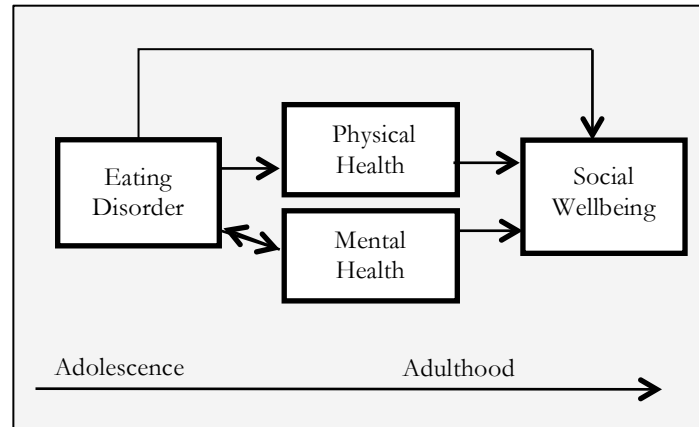 Physical
Health
Eating
Disorder
Social
Wellbeing
Mental
Health
Adolescence
Adulthood